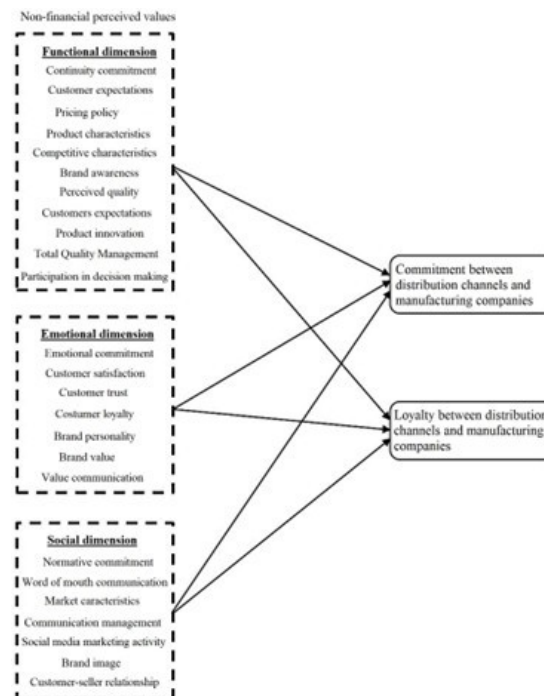 Non-financial perceived values
Functional dimension
Continuity commitment
Customer expectations
Pricing policy
Product characteristics
Competitive characteristics
Brand awareness
Perceived quality
Customers expectations
Product innovation
Total Quality Management
Participation in decision making
Emotional dimension
Emotional commitment
Customer satisfaction
Customer trust
Costumer loyalty
Brand personality
Brand value
Value communication
Social dimension
Normative commitment
Word of mouth communication
Market caracteristics
Communication management
Social media marketing activity
Brand image
Customer-seller relationship
Commitment between
distribution channels and
manufacturing companies
Loyalty between distribution
channels and manufacturing
companies